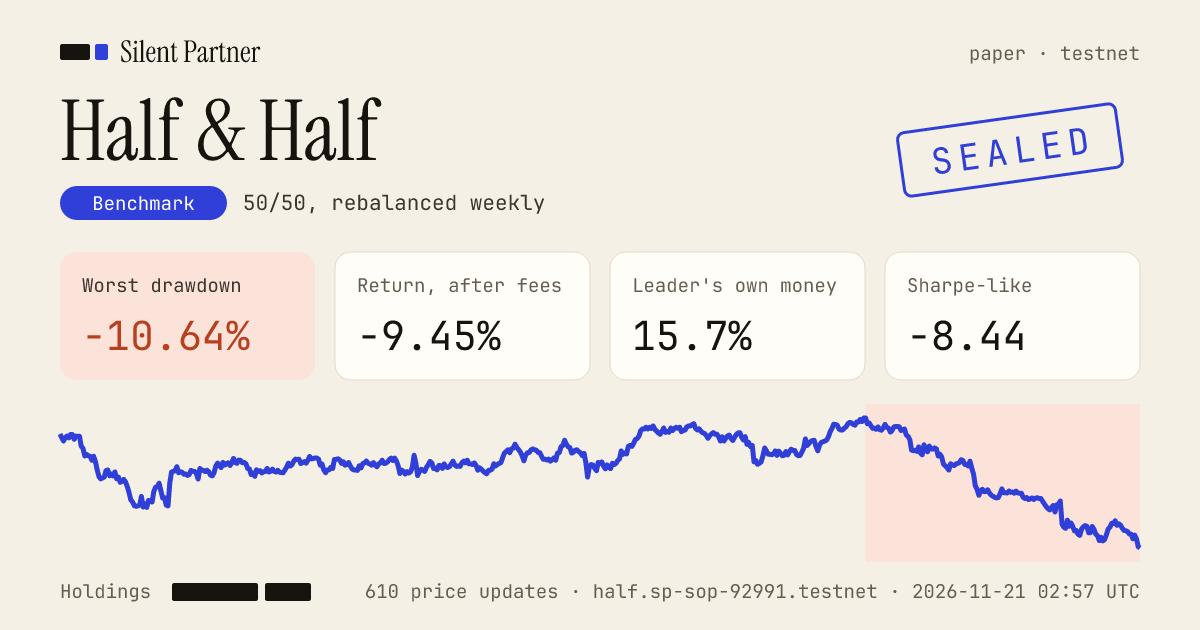 Silent Partner
paper · testnet
Half & Half
SEALED
Benchmark
50/50, rebalanced weekly
Worst drawdown
-10.64%
Return, after fees
-9.45%
Leader's own money
15.7%
Sharpe-like
-8.44
Holdings
610 price updates · half.sp-sop-92991.testnet · 2026-11-21 02:57 UTC